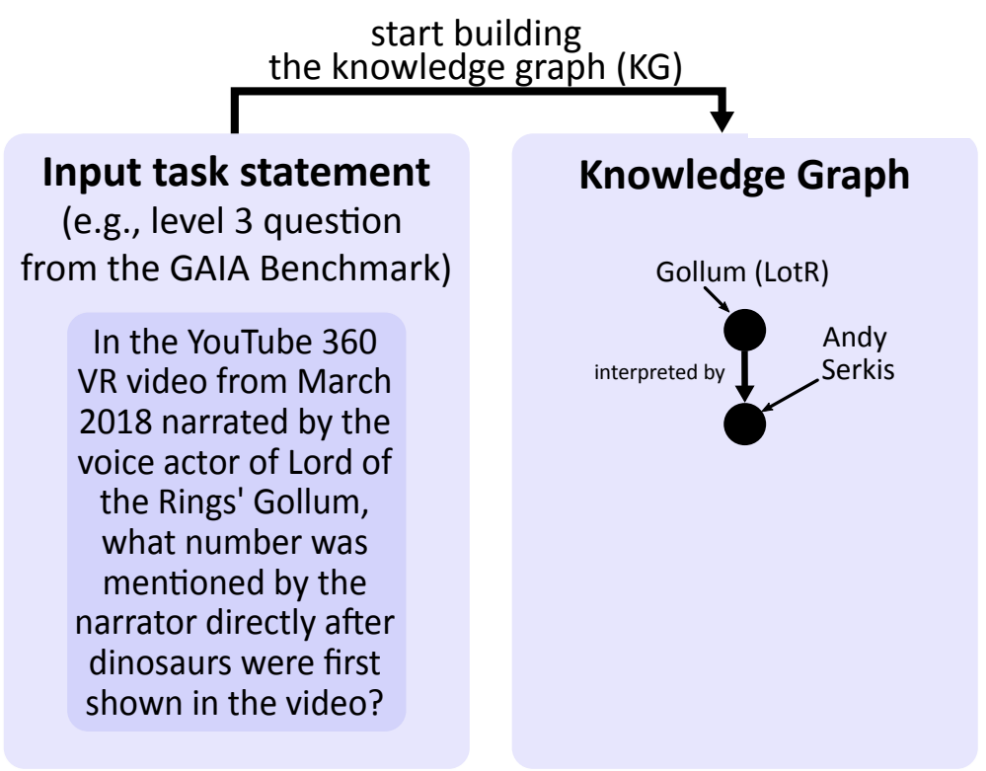 start building
the knowledge graph (KG)
Input task statement
(e.g., level 3 question
from the GAIA Benchmark)
In the YouTube 360
VR video from March
2018 narrated by the
voice actor of Lord of
the Rings' Gollum,
what number was
mentioned by the
narrator directly after
dinosaurs were first
shown in the video?
Knowledge Graph
Gollum (LotR)
interpreted by
Andy
Serkis